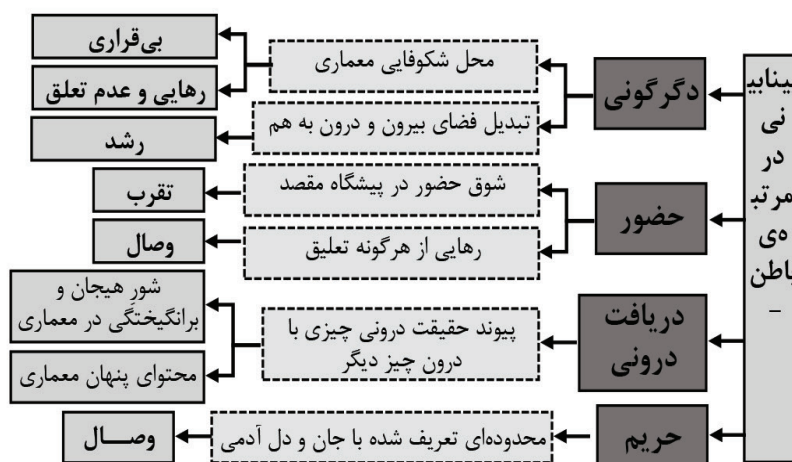 ینابی
نی
در
مرتب
ه‌ی
باطن
–
دگرگونی
محل شکوفایی معماری
بی‌قراری
رهایی و عدم تعلق
تبدیل فضای بیرون و درون به هم
رشد
حضور
شوق حضور در پیشگاه مقصد
تقرب
رهایی از هرگونه تعلیق
وصال
دریافت
درونی
پیوند حقیقت درونی چیزی با
درون چیز دیگر
شورِ هیجان و
برانگیختگی در معماری
محتوای پنهان معماری
حریم
محدوده‌ای تعریف شده با جان و دل آدمی
وصـــال